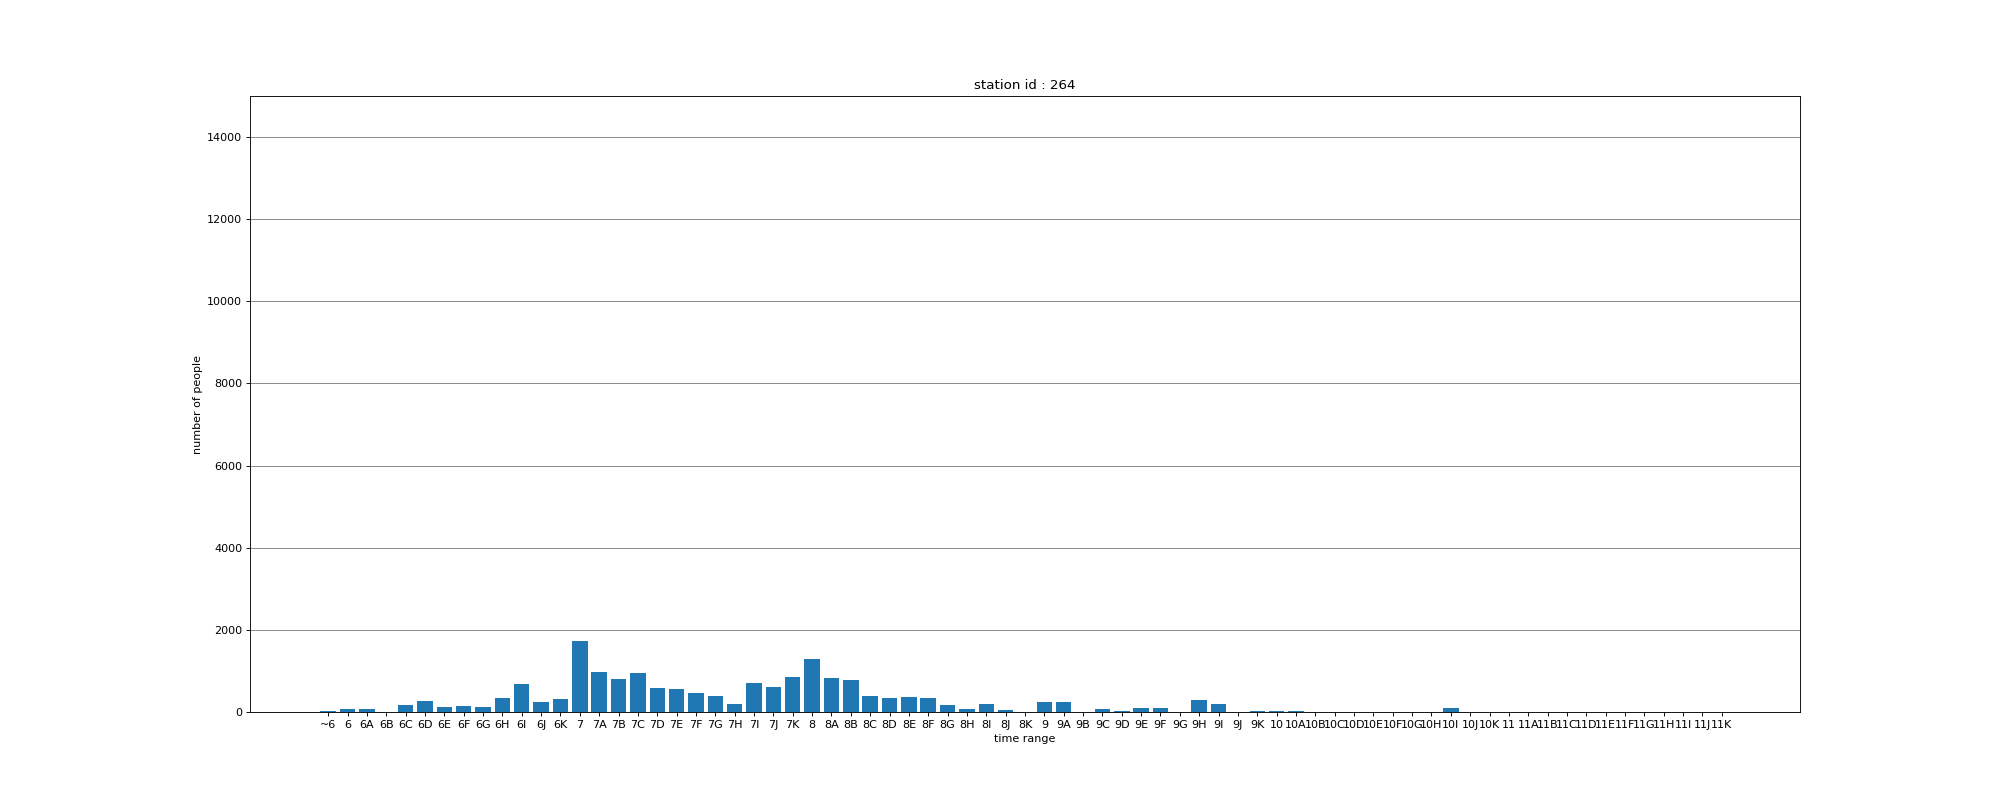 station id : 264
14000
12000
10000
8000
6000
4000
2000
0
number of people
~6 6 6A 6B 6C 6D 6E 6F 6G 6H 6I 6J 6K 7 7A 7B 7C 7D 7E 7F 7G 7H 7I 7J 7K 8 8A 8B 8C 8D 8E 8F 8G 8H 8I 8J 8K 9 9A 9B 9C 9D 9E 9F 9G 9H 9I 9J 9K 10 10A 10B 10C 10D 10E 10F 10G 10H 10I 10J 10K 11 11A 11B 11C 11D 11E 11F 11G 11H 11I 11J 11K
time range